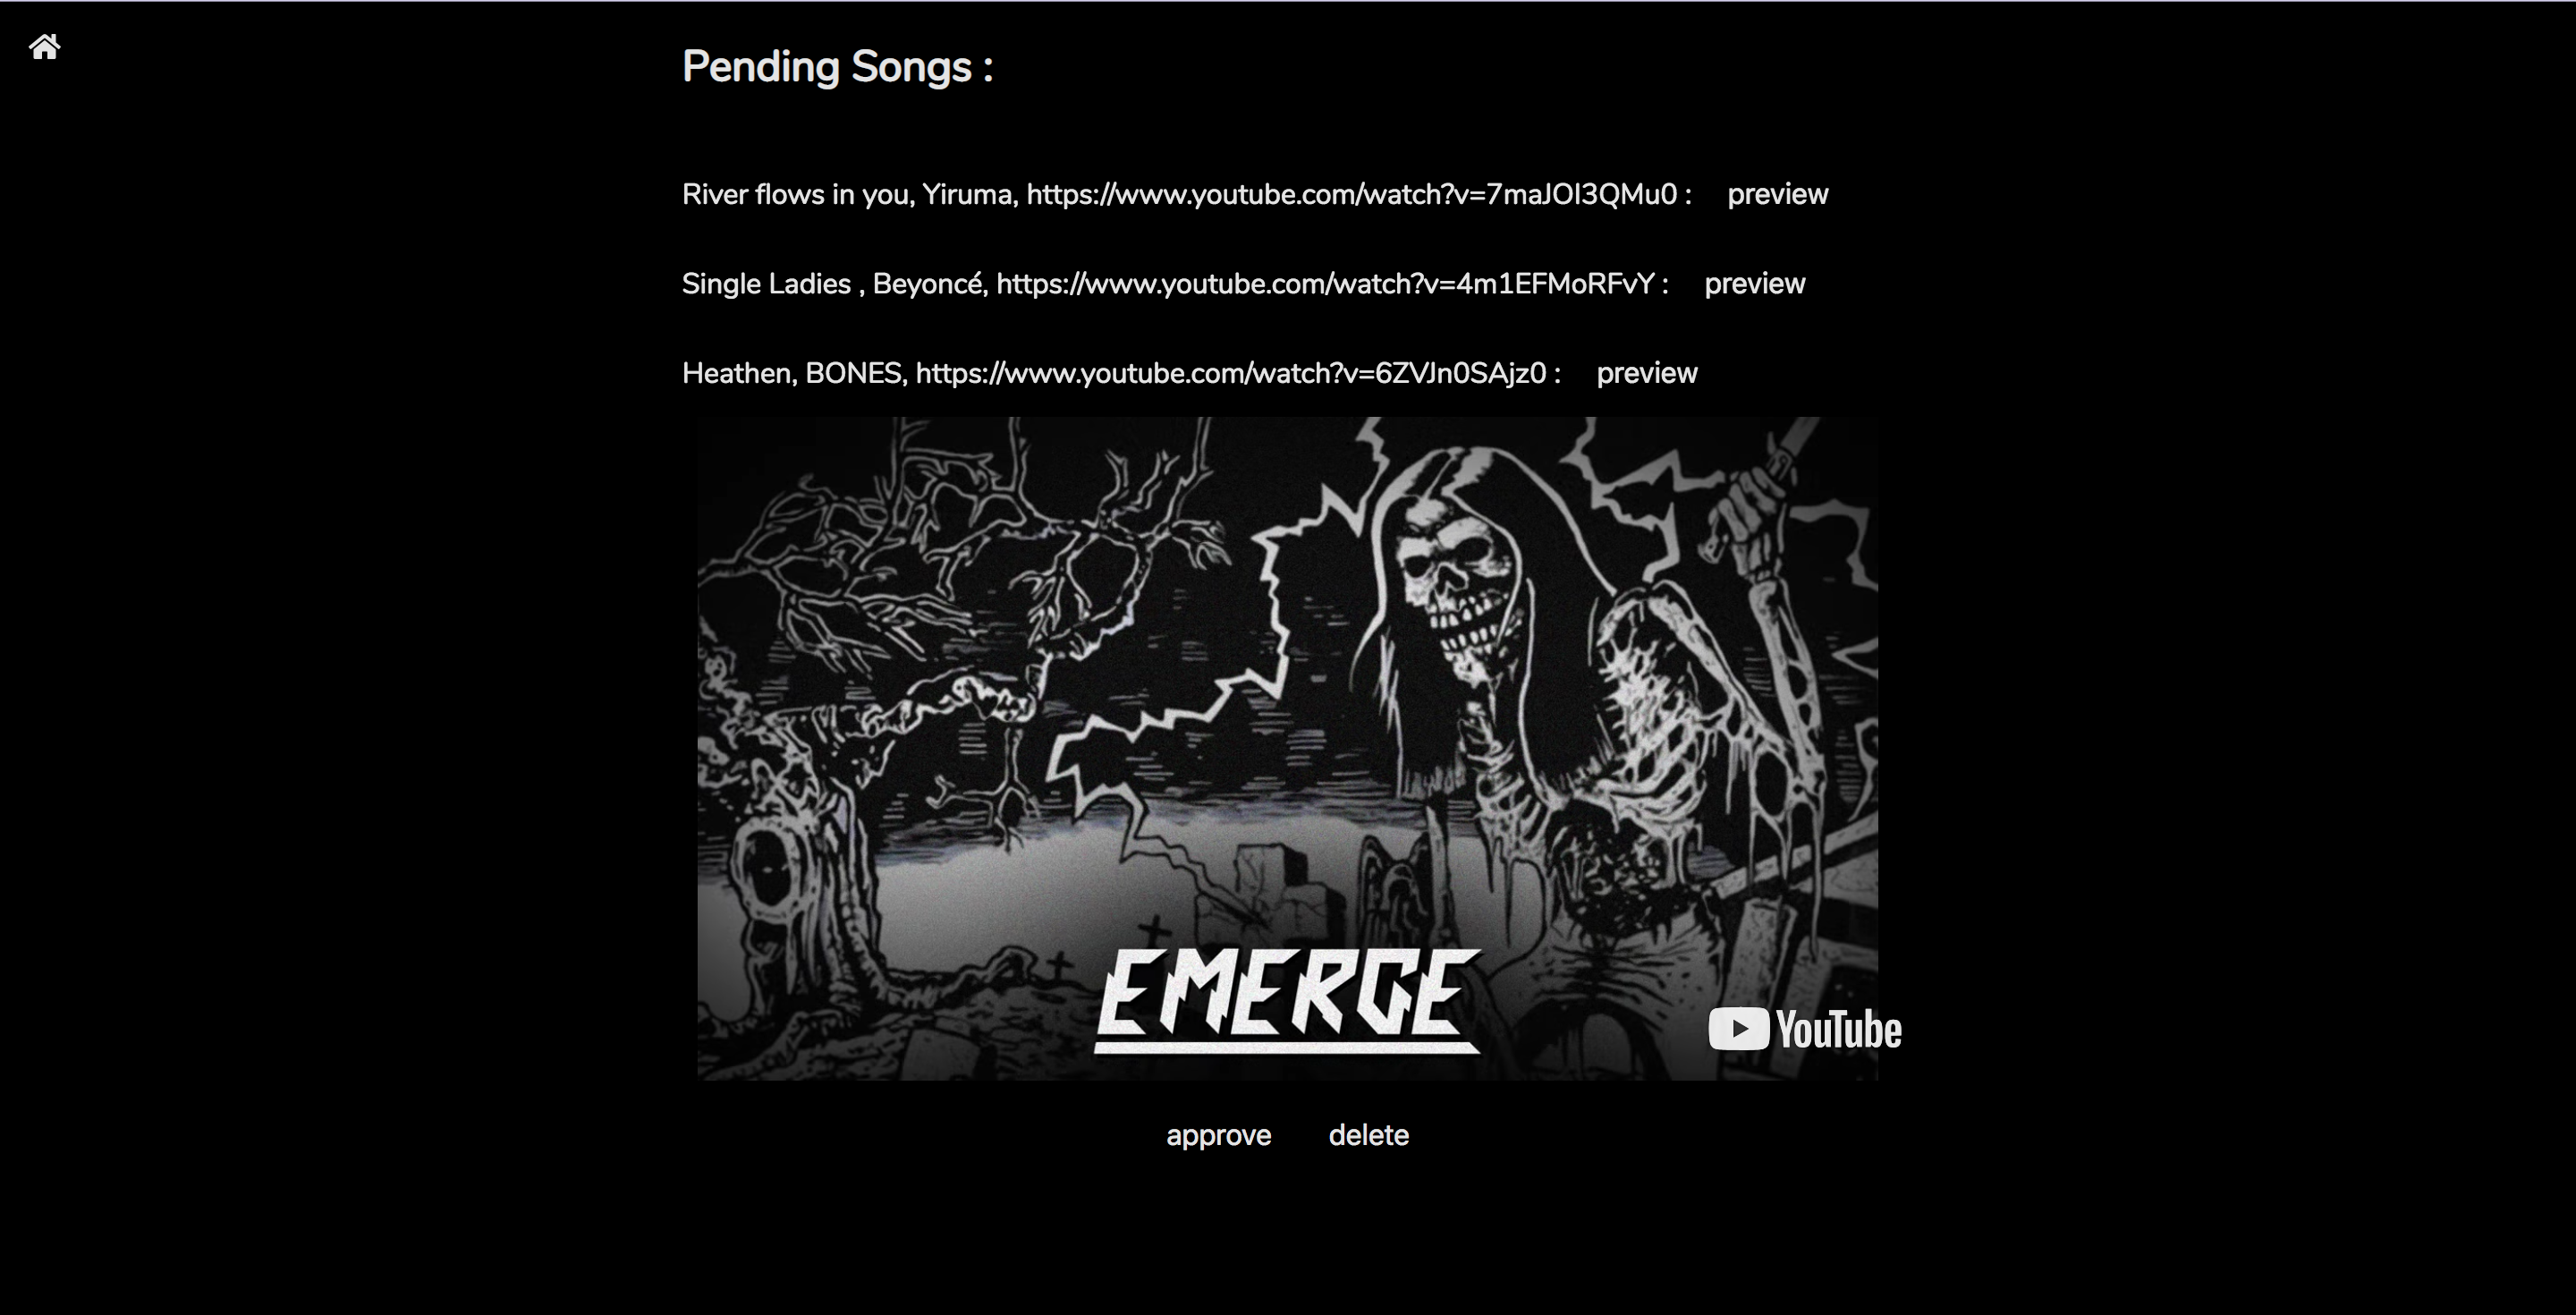 Pending Songs :
River flows in you, Yiruma, https://www.youtube.com/watch?v=7maJOI3QMu0 : preview
Single Ladies , Beyoncé, https://www.youtube.com/watch?v=4m1EFMoRFvY : preview
Heathen, BONES, https://www.youtube.com/watch?v=6ZVJn0SAjz0 : preview
EMERGE
YouTube
approve delete